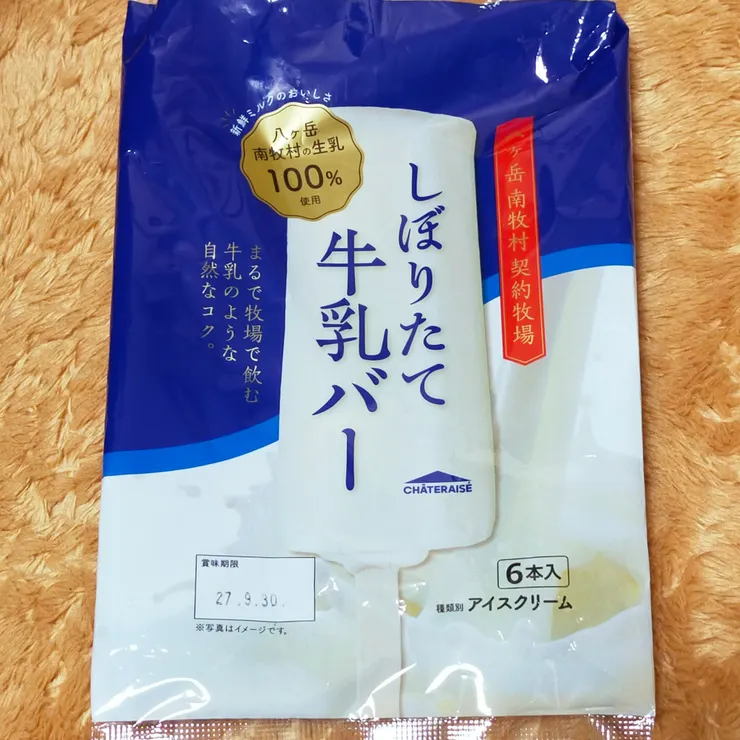 新鮮ミルクのおいしさ
八ヶ岳
南牧村の生乳
100%
使用
しぼりたて
牛乳バー
八ヶ岳南牧村 契約牧場
まるで牧場で飲む
牛乳のような
自然なコク。
CHÂTERAISÉ
賞味期限
27.9.30.
※写真はイメージです。
6本入
種類別 アイスクリーム